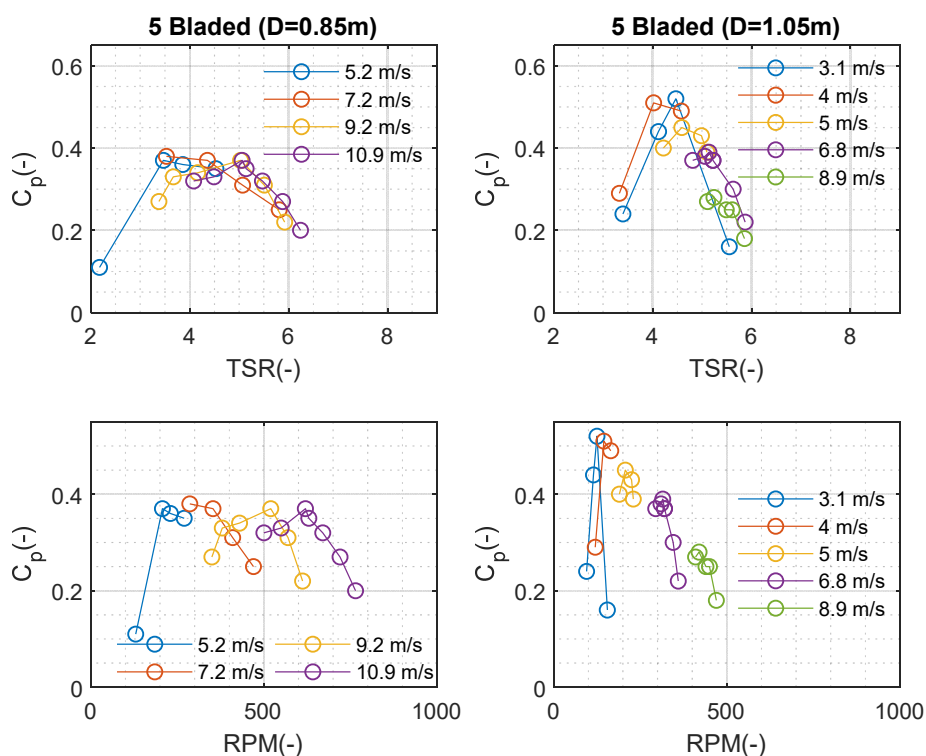 5 Bladed (D=0.85m)
0.6
0.4
0.2
0
Cp(-)
5.2 m/s
7.2 m/s
9.2 m/s
10.9 m/s
2 4 6 8
TSR(-)
5 Bladed (D=1.05m)
0.6
0.4
0.2
0
Cp(-)
3.1 m/s
4 m/s
5 m/s
6.8 m/s
8.9 m/s
2 4 6 8
TSR(-)
0.4
0.2
0
Cp(-)
5.2 m/s 9.2 m/s
7.2 m/s 10.9 m/s
0 500 1000
RPM(-)
0.4
0.2
0
Cp(-)
3.1 m/s
4 m/s
5 m/s
6.8 m/s
8.9 m/s
0 500 1000
RPM(-)